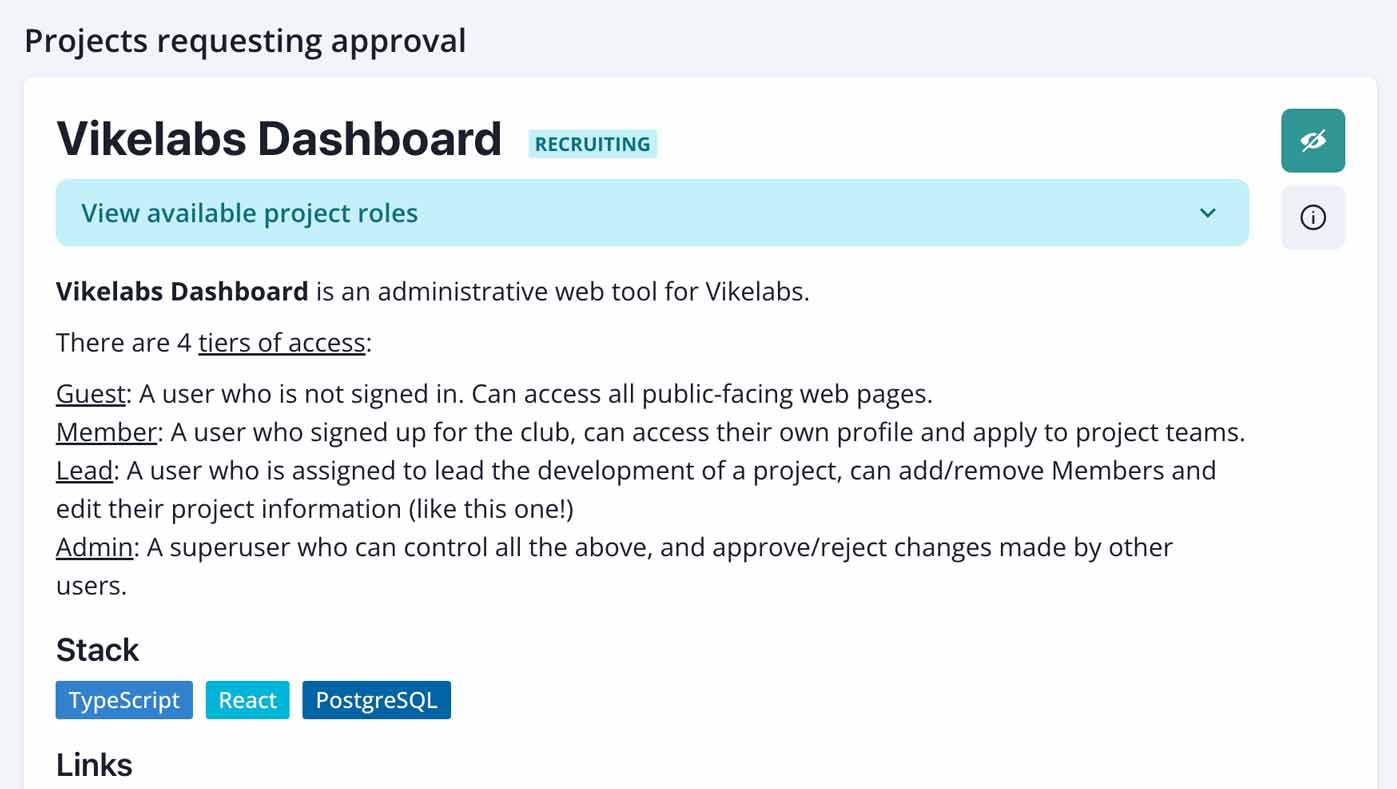 Projects requesting approval
Vikelabs Dashboard RECRUITING
View available project roles
Vikelabs Dashboard is an administrative web tool for Vikelabs.
There are 4 tiers of access:
Guest: A user who is not signed in. Can access all public-facing web pages.
Member: A user who signed up for the club, can access their own profile and apply to project teams.
Lead: A user who is assigned to lead the development of a project, can add/remove Members and
edit their project information (like this one!)
Admin: A superuser who can control all the above, and approve/reject changes made by other
users.
Stack
TypeScript React PostgreSQL
Links